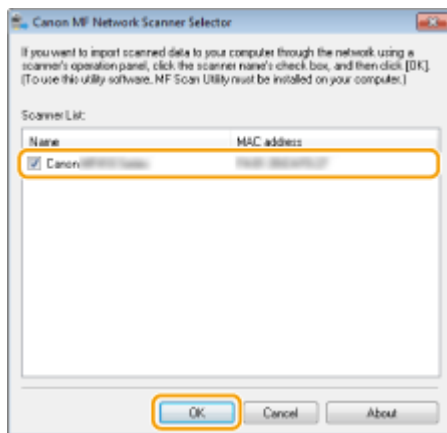 Canon MF Network Scanner Selector
If you want to import scanned data to your computer through the network using a
scanner's operation panel, click the scanner name's check box, and then click [OK].
(To use this utility software, MF Scan Utility must be installed on your computer.)
Scanner List:
Name MAC address
Canon
OK Cancel About